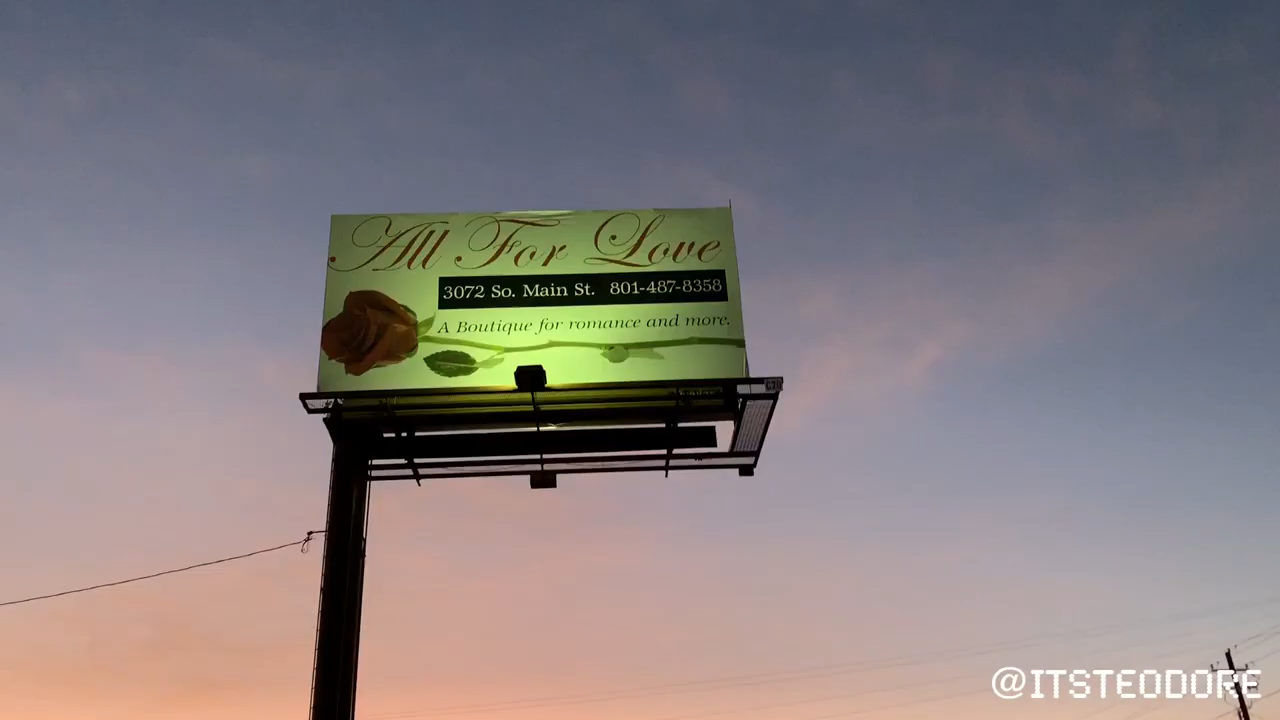 All For Love
3072 So. Main St. 801-487-8358
A Boutique for romance and more.
@ITSTEODORE